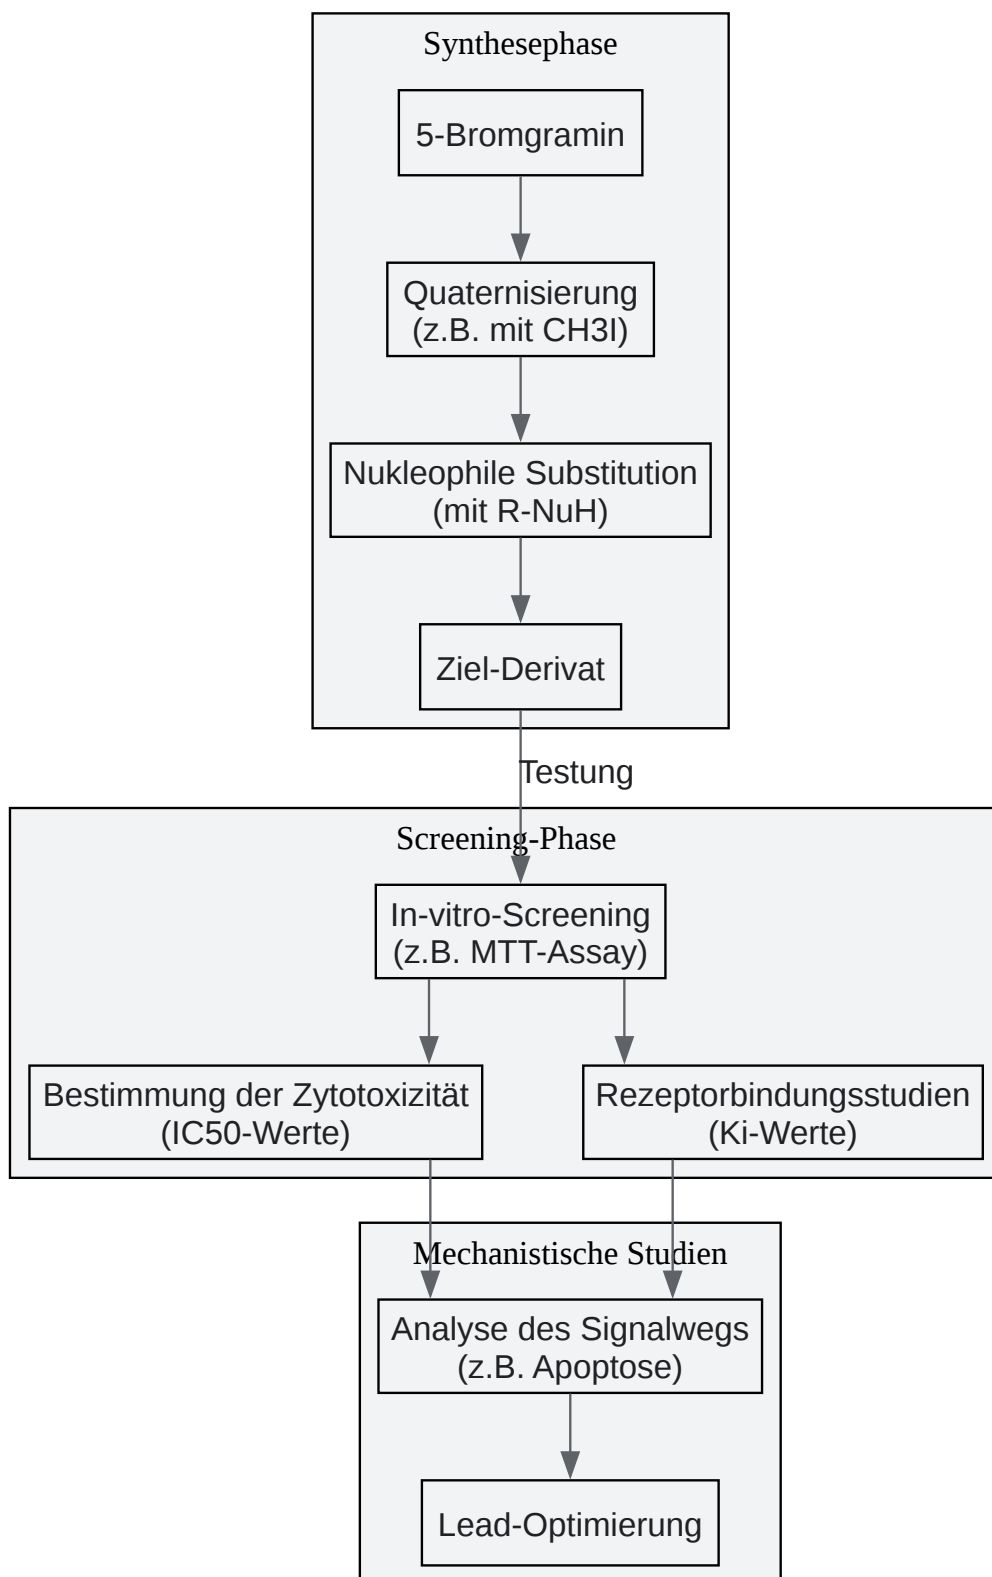 Synthesephase
5-Bromgramin
Quaternisierung
(z.B. mit CH3I)
Nukleophile Substitution
(mit R-NuH)
Ziel-Derivat
Testung
Screening-Phase
In-vitro-Screening
(z.B. MTT-Assay)
Bestimmung der Zytotoxizität
(IC50-Werte)
Rezeptorbindungsstudien
(Ki-Werte)
Mechanistische Studien
Analyse des Signalwegs
(z.B. Apoptose)
Lead-Optimierung